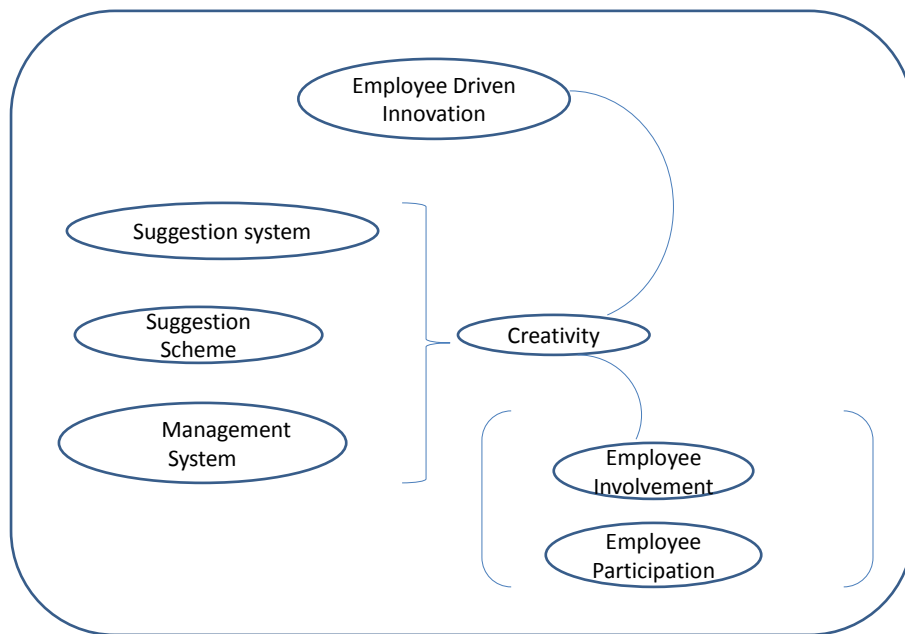 Employee Driven
Innovation
Suggestion system
Suggestion
Scheme
Creativity
Management
System
Employee
Involvement
Employee
Participation